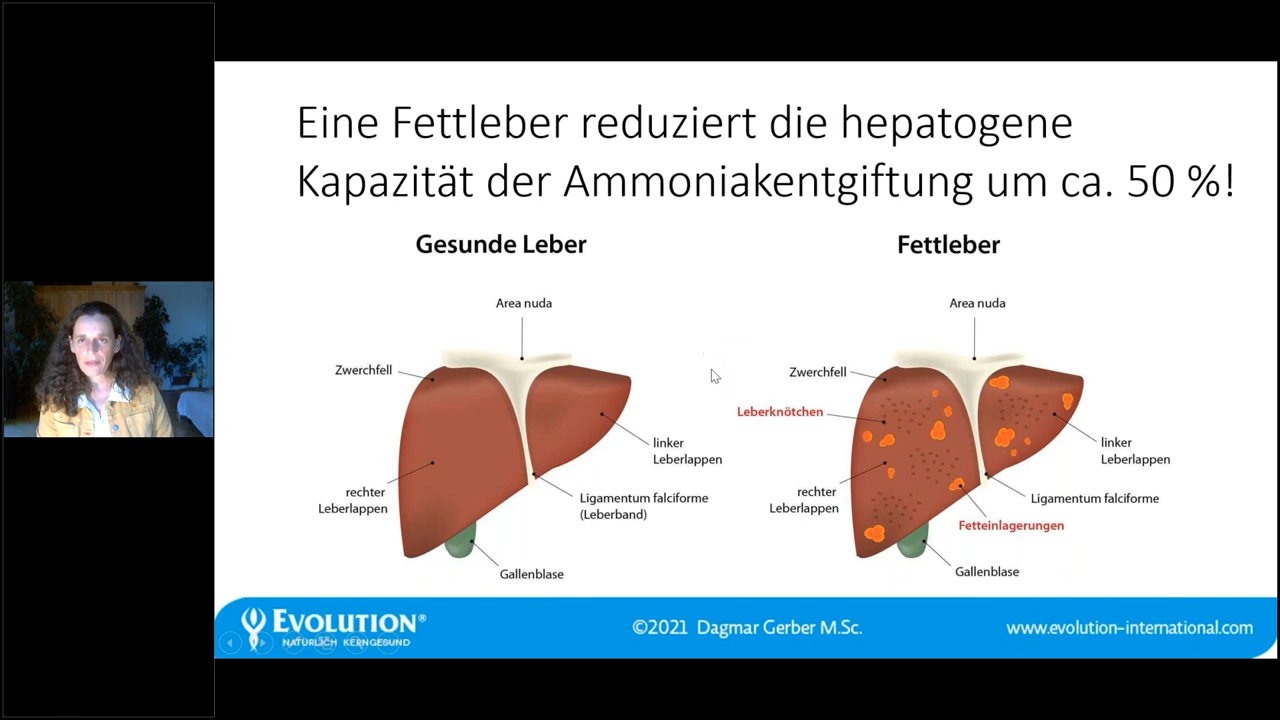 Eine Fettleber reduziert die hepatogene
Kapazität der Ammoniakentgiftung um ca. 50 %!
Gesunde Leber
Area nuda
Zwerchfell
linker
Leberlappen
rechter
Leberlappen
Ligamentum falciforme
(Leberband)
Gallenblase
Fettleber
Area nuda
Zwerchfell
Leberknötchen
linker
Leberlappen
rechter
Leberlappen
Ligamentum falciforme
Fetteinlagerungen
Gallenblase
EVOLUTION®
NATÜRLICH KERNGESUND
©2021 Dagmar Gerber M.Sc.
www.evolution-international.com